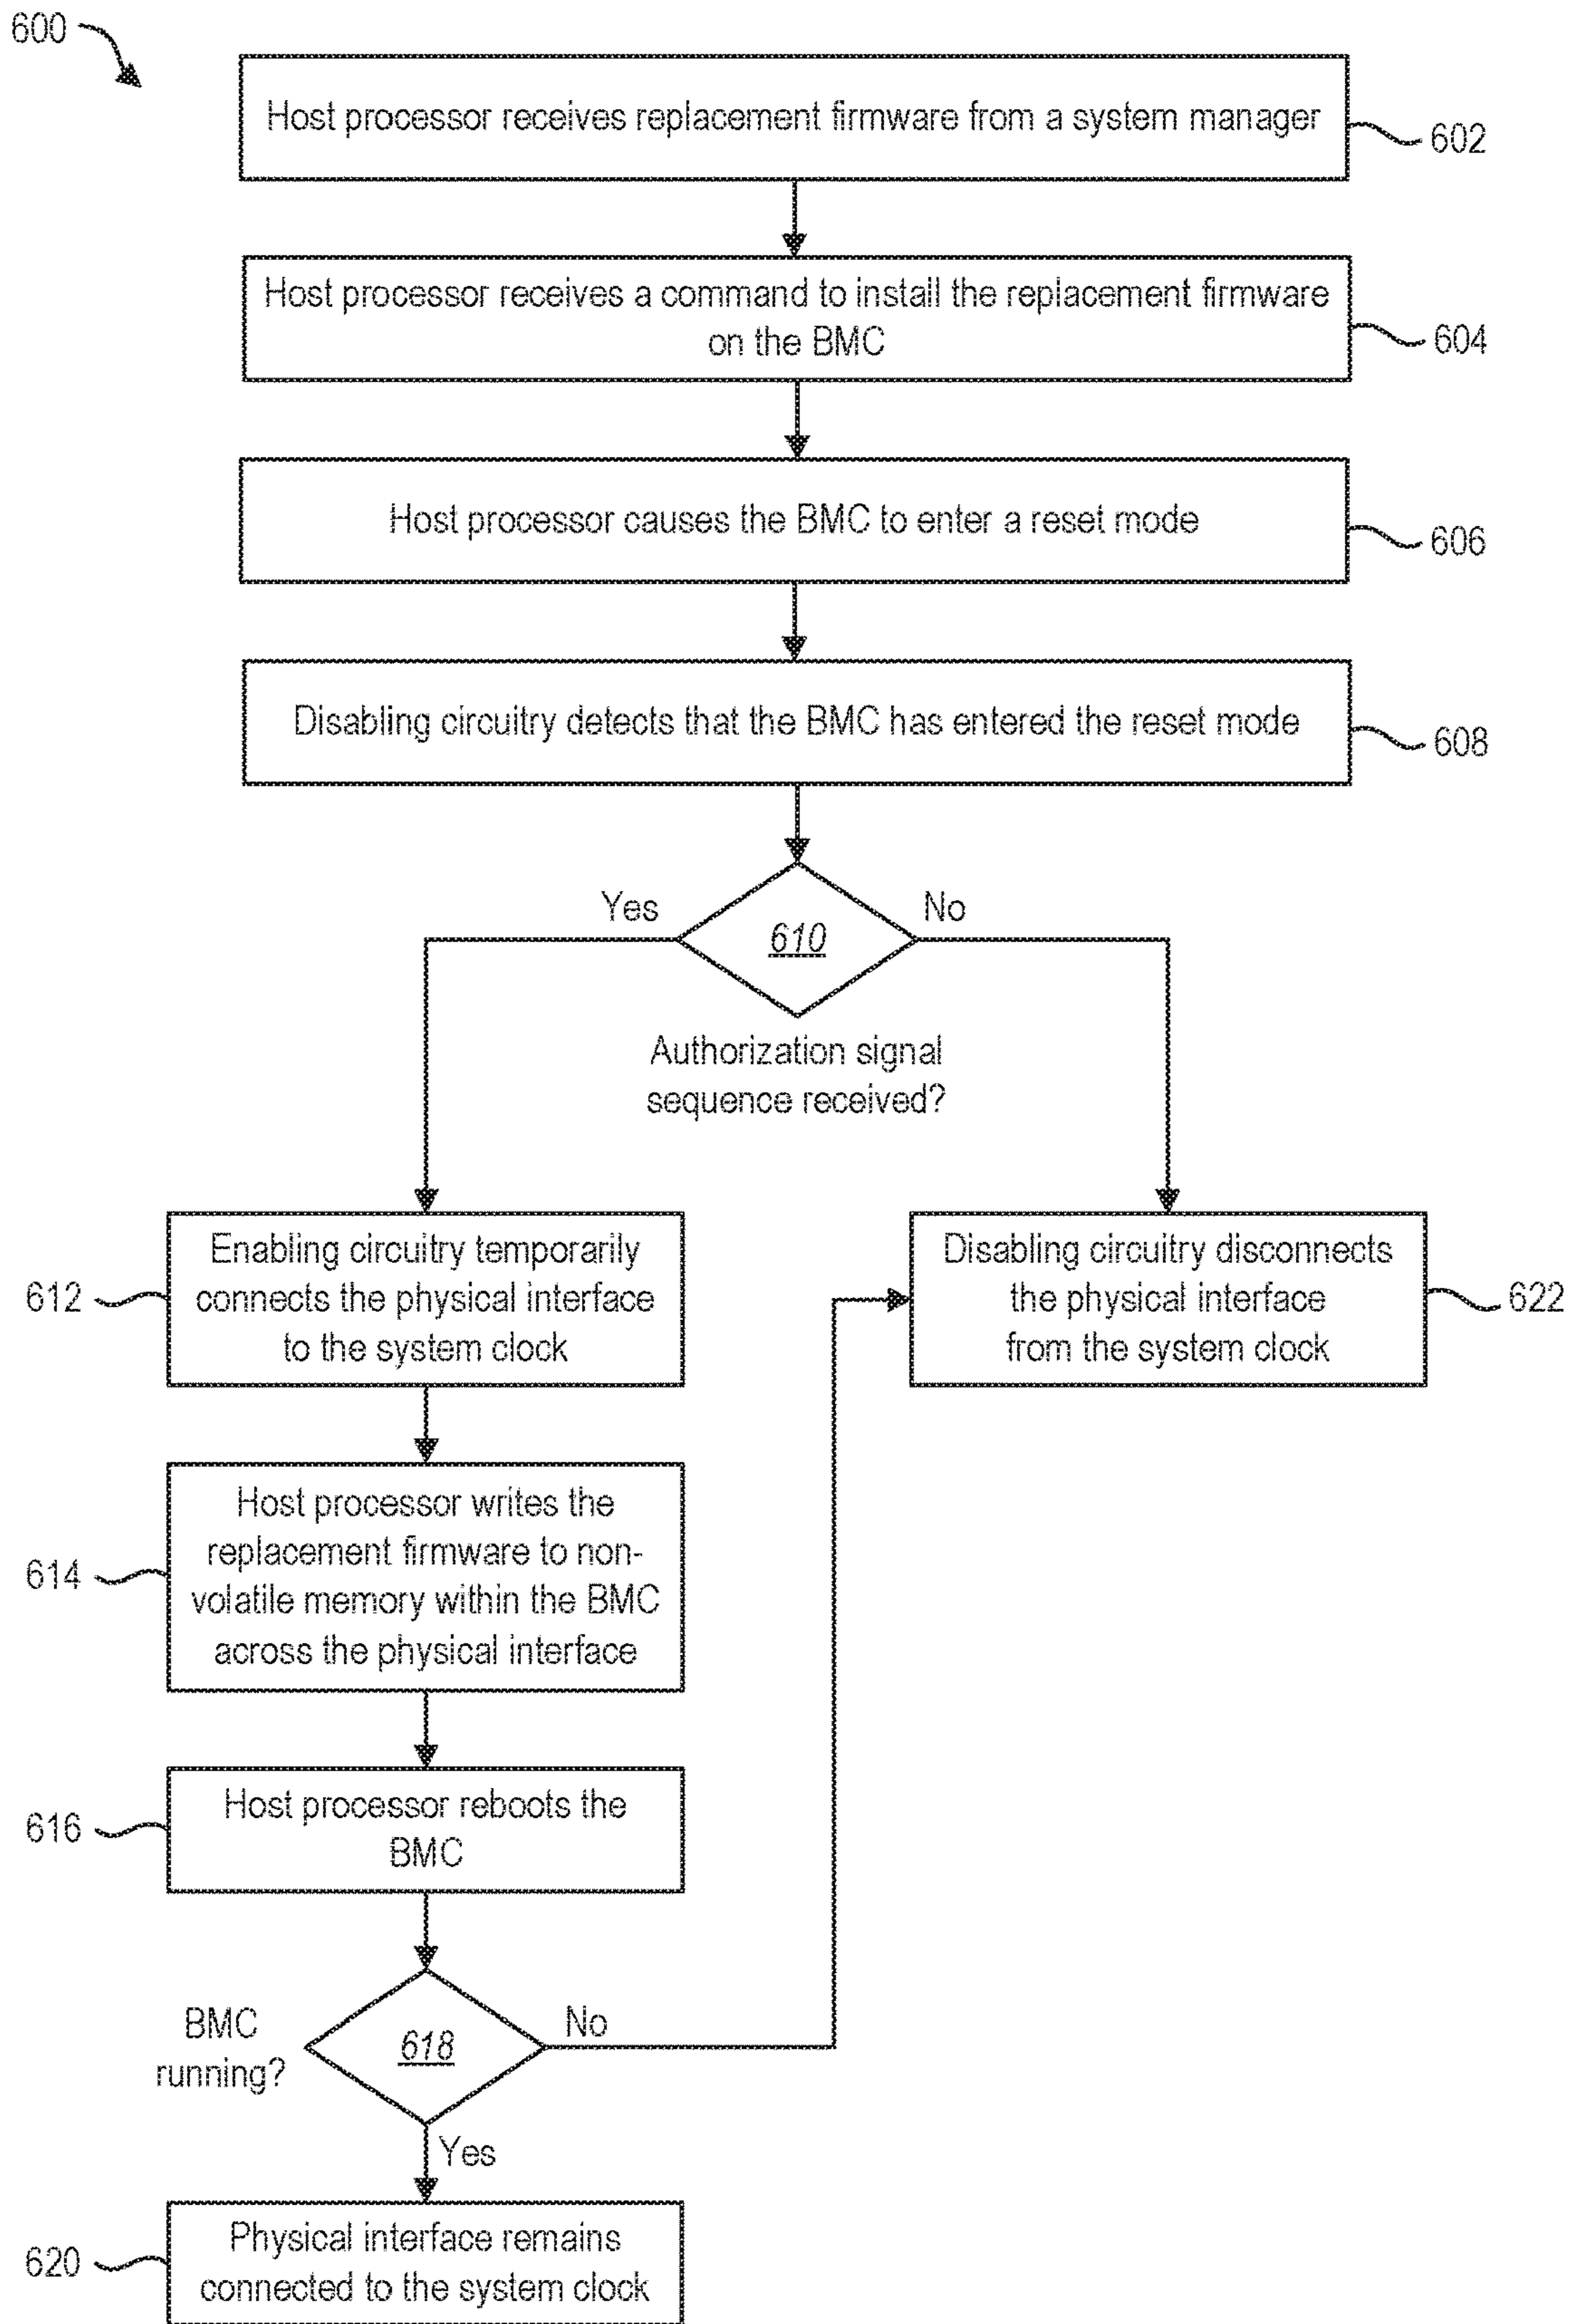 600
Host processor receives replacement firmware from a system manager
602
Host processor receives a command to install the replacement firmware
on the BMC
604
Host processor causes the BMC to enter a reset mode
606
Disabling circuitry detects that the BMC has entered the reset mode
608
Yes
610
No
Authorization signal
sequence received?
612
Enabling circuitry temporarily
connects the physical interface
to the system clock
Disabling circuitry disconnects
the physical interface
from the system clock
622
614
Host processor writes the
replacement firmware to non-
volatile memory within the BMC
across the physical interface
616
Host processor reboots the
BMC
BMC
running?
618
No
Yes
620
Physical interface remains
connected to the system clock